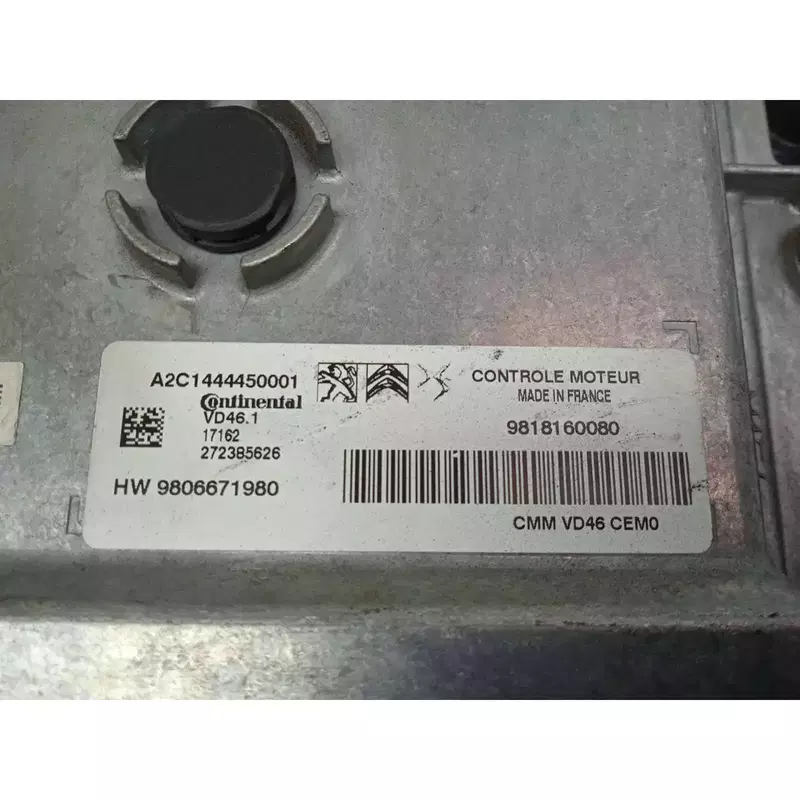 A2C1444450001
Continental
VD46.1
17162
272385626
HW 9806671980
CONTROLE MOTEUR
MADE IN FRANCE
9818160080
CMM VD46 CEM0